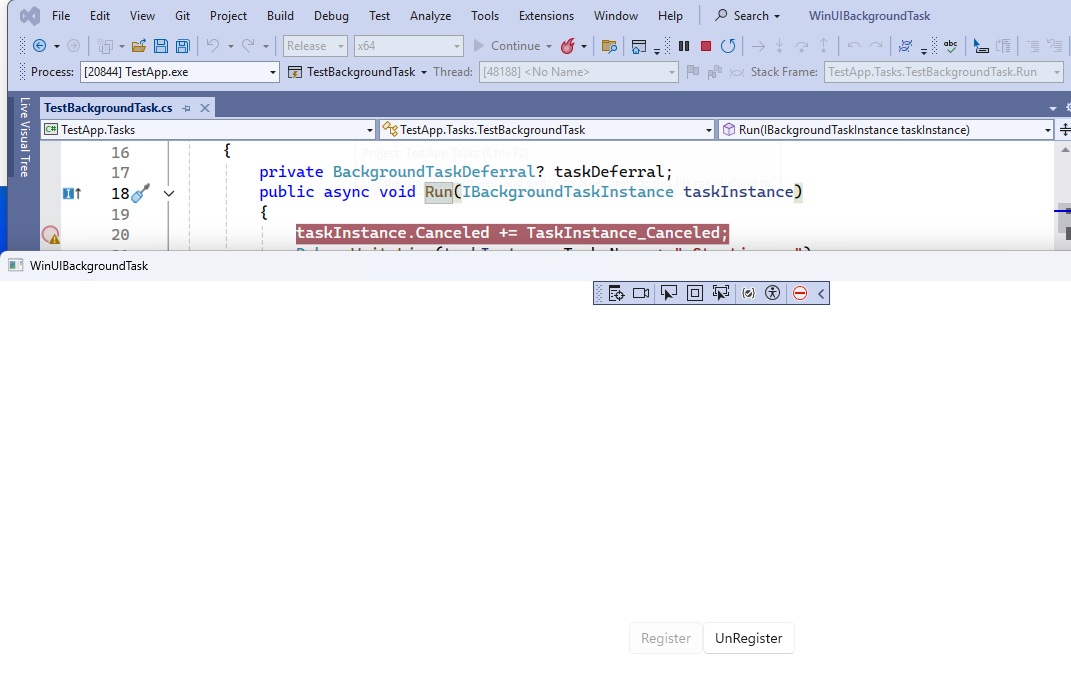 File Edit View Git Project Build Debug Test Analyze Tools Extensions Window Help Search WinUIBackgroundTask
Release x64 Continue abc
Process: [20844] TestApp.exe TestBackgroundTask Thread: [48188] <No Name> Stack Frame: TestApp.Tasks.TestBackgroundTask.Run
Live Visual Tree
TestBackgroundTask.cs
C# TestApp.Tasks TestApp.Tasks.TestBackgroundTask Run(IBackgroundTaskInstance taskInstance)
16 {
17 private BackgroundTaskDeferral? taskDeferral;
18 public async void Run(IBackgroundTaskInstance taskInstance)
19 {
20 taskInstance.Canceled += TaskInstance_Canceled;
WinUIBackgroundTask
Register UnRegister